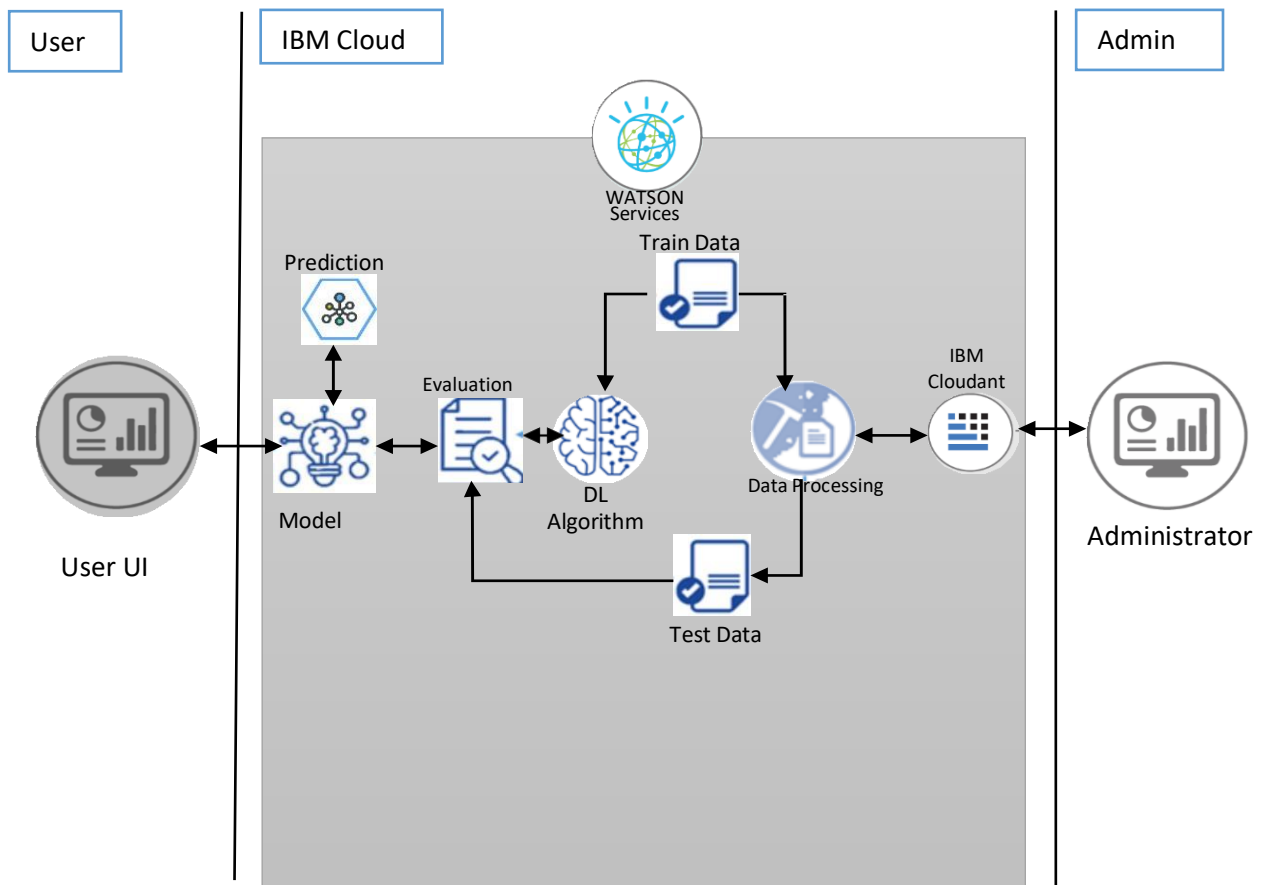 User
IBM Cloud
Admin
WATSON
Services
Train Data
Prediction
IBM
Cloudant
Evaluation
Data Processing
DL
Algorithm
Model
Administrator
User UI
Test Data